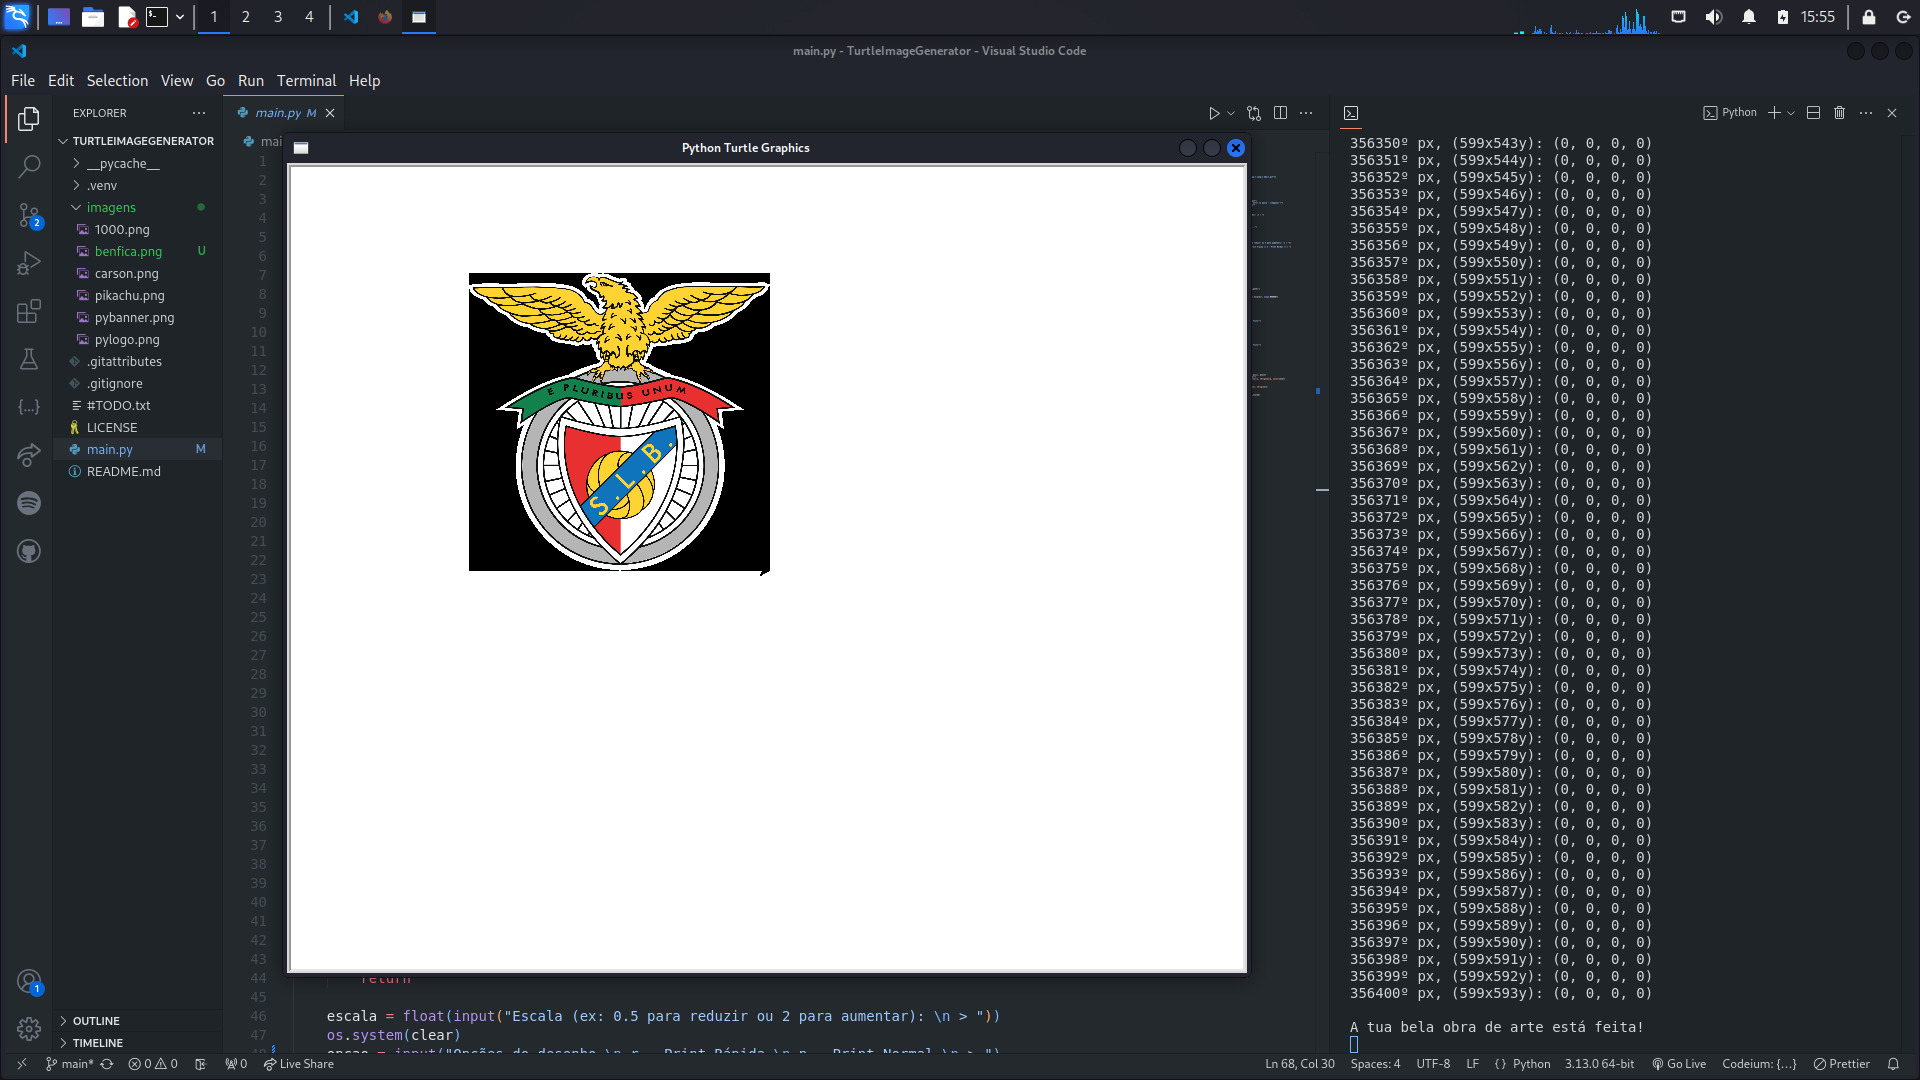 1 2 3 4
15:55
main.py - TurtleImageGenerator - Visual Studio Code
File Edit Selection View Go Run Terminal Help
EXPLORER
TURTLEIMAGEGENERATOR
__pycache__
.venv
imagens
1000.png
benfica.png U
carson.png
pikachu.png
pybanner.png
pylogo.png
.gitattributes
.gitignore
#TODO.txt
LICENSE
main.py M
README.md
OUTLINE
TIMELINE
2
1
main.py M
mai
1
2
3
4
5
6
7
8
9
10
11
12
13
14
15
16
17
18
19
20
21
22
23
24
25
26
27
28
29
30
31
32
33
34
35
36
37
38
39
40
41
42
43
44 return
45
46 escala = float(input("Escala (ex: 0.5 para reduzir ou 2 para aumentar): \n > "))
47 os.system(clear)
Python Turtle Graphics
E PLURIBUS UNUM
S.L.B.
Python
356350º px, (599x543y): (0, 0, 0, 0)
356351º px, (599x544y): (0, 0, 0, 0)
356352º px, (599x545y): (0, 0, 0, 0)
356353º px, (599x546y): (0, 0, 0, 0)
356354º px, (599x547y): (0, 0, 0, 0)
356355º px, (599x548y): (0, 0, 0, 0)
356356º px, (599x549y): (0, 0, 0, 0)
356357º px, (599x550y): (0, 0, 0, 0)
356358º px, (599x551y): (0, 0, 0, 0)
356359º px, (599x552y): (0, 0, 0, 0)
356360º px, (599x553y): (0, 0, 0, 0)
356361º px, (599x554y): (0, 0, 0, 0)
356362º px, (599x555y): (0, 0, 0, 0)
356363º px, (599x556y): (0, 0, 0, 0)
356364º px, (599x557y): (0, 0, 0, 0)
356365º px, (599x558y): (0, 0, 0, 0)
356366º px, (599x559y): (0, 0, 0, 0)
356367º px, (599x560y): (0, 0, 0, 0)
356368º px, (599x561y): (0, 0, 0, 0)
356369º px, (599x562y): (0, 0, 0, 0)
356370º px, (599x563y): (0, 0, 0, 0)
356371º px, (599x564y): (0, 0, 0, 0)
356372º px, (599x565y): (0, 0, 0, 0)
356373º px, (599x566y): (0, 0, 0, 0)
356374º px, (599x567y): (0, 0, 0, 0)
356375º px, (599x568y): (0, 0, 0, 0)
356376º px, (599x569y): (0, 0, 0, 0)
356377º px, (599x570y): (0, 0, 0, 0)
356378º px, (599x571y): (0, 0, 0, 0)
356379º px, (599x572y): (0, 0, 0, 0)
356380º px, (599x573y): (0, 0, 0, 0)
356381º px, (599x574y): (0, 0, 0, 0)
356382º px, (599x575y): (0, 0, 0, 0)
356383º px, (599x576y): (0, 0, 0, 0)
356384º px, (599x577y): (0, 0, 0, 0)
356385º px, (599x578y): (0, 0, 0, 0)
356386º px, (599x579y): (0, 0, 0, 0)
356387º px, (599x580y): (0, 0, 0, 0)
356388º px, (599x581y): (0, 0, 0, 0)
356389º px, (599x582y): (0, 0, 0, 0)
356390º px, (599x583y): (0, 0, 0, 0)
356391º px, (599x584y): (0, 0, 0, 0)
356392º px, (599x585y): (0, 0, 0, 0)
356393º px, (599x586y): (0, 0, 0, 0)
356394º px, (599x587y): (0, 0, 0, 0)
356395º px, (599x588y): (0, 0, 0, 0)
356396º px, (599x589y): (0, 0, 0, 0)
356397º px, (599x590y): (0, 0, 0, 0)
356398º px, (599x591y): (0, 0, 0, 0)
356399º px, (599x592y): (0, 0, 0, 0)
356400º px, (599x593y): (0, 0, 0, 0)
A tua bela obra de arte está feita!
main* 0 0 0 Live Share
Ln 68, Col 30 Spaces: 4 UTF-8 LF Python 3.13.0 64-bit Go Live Codeium: {...} Prettier